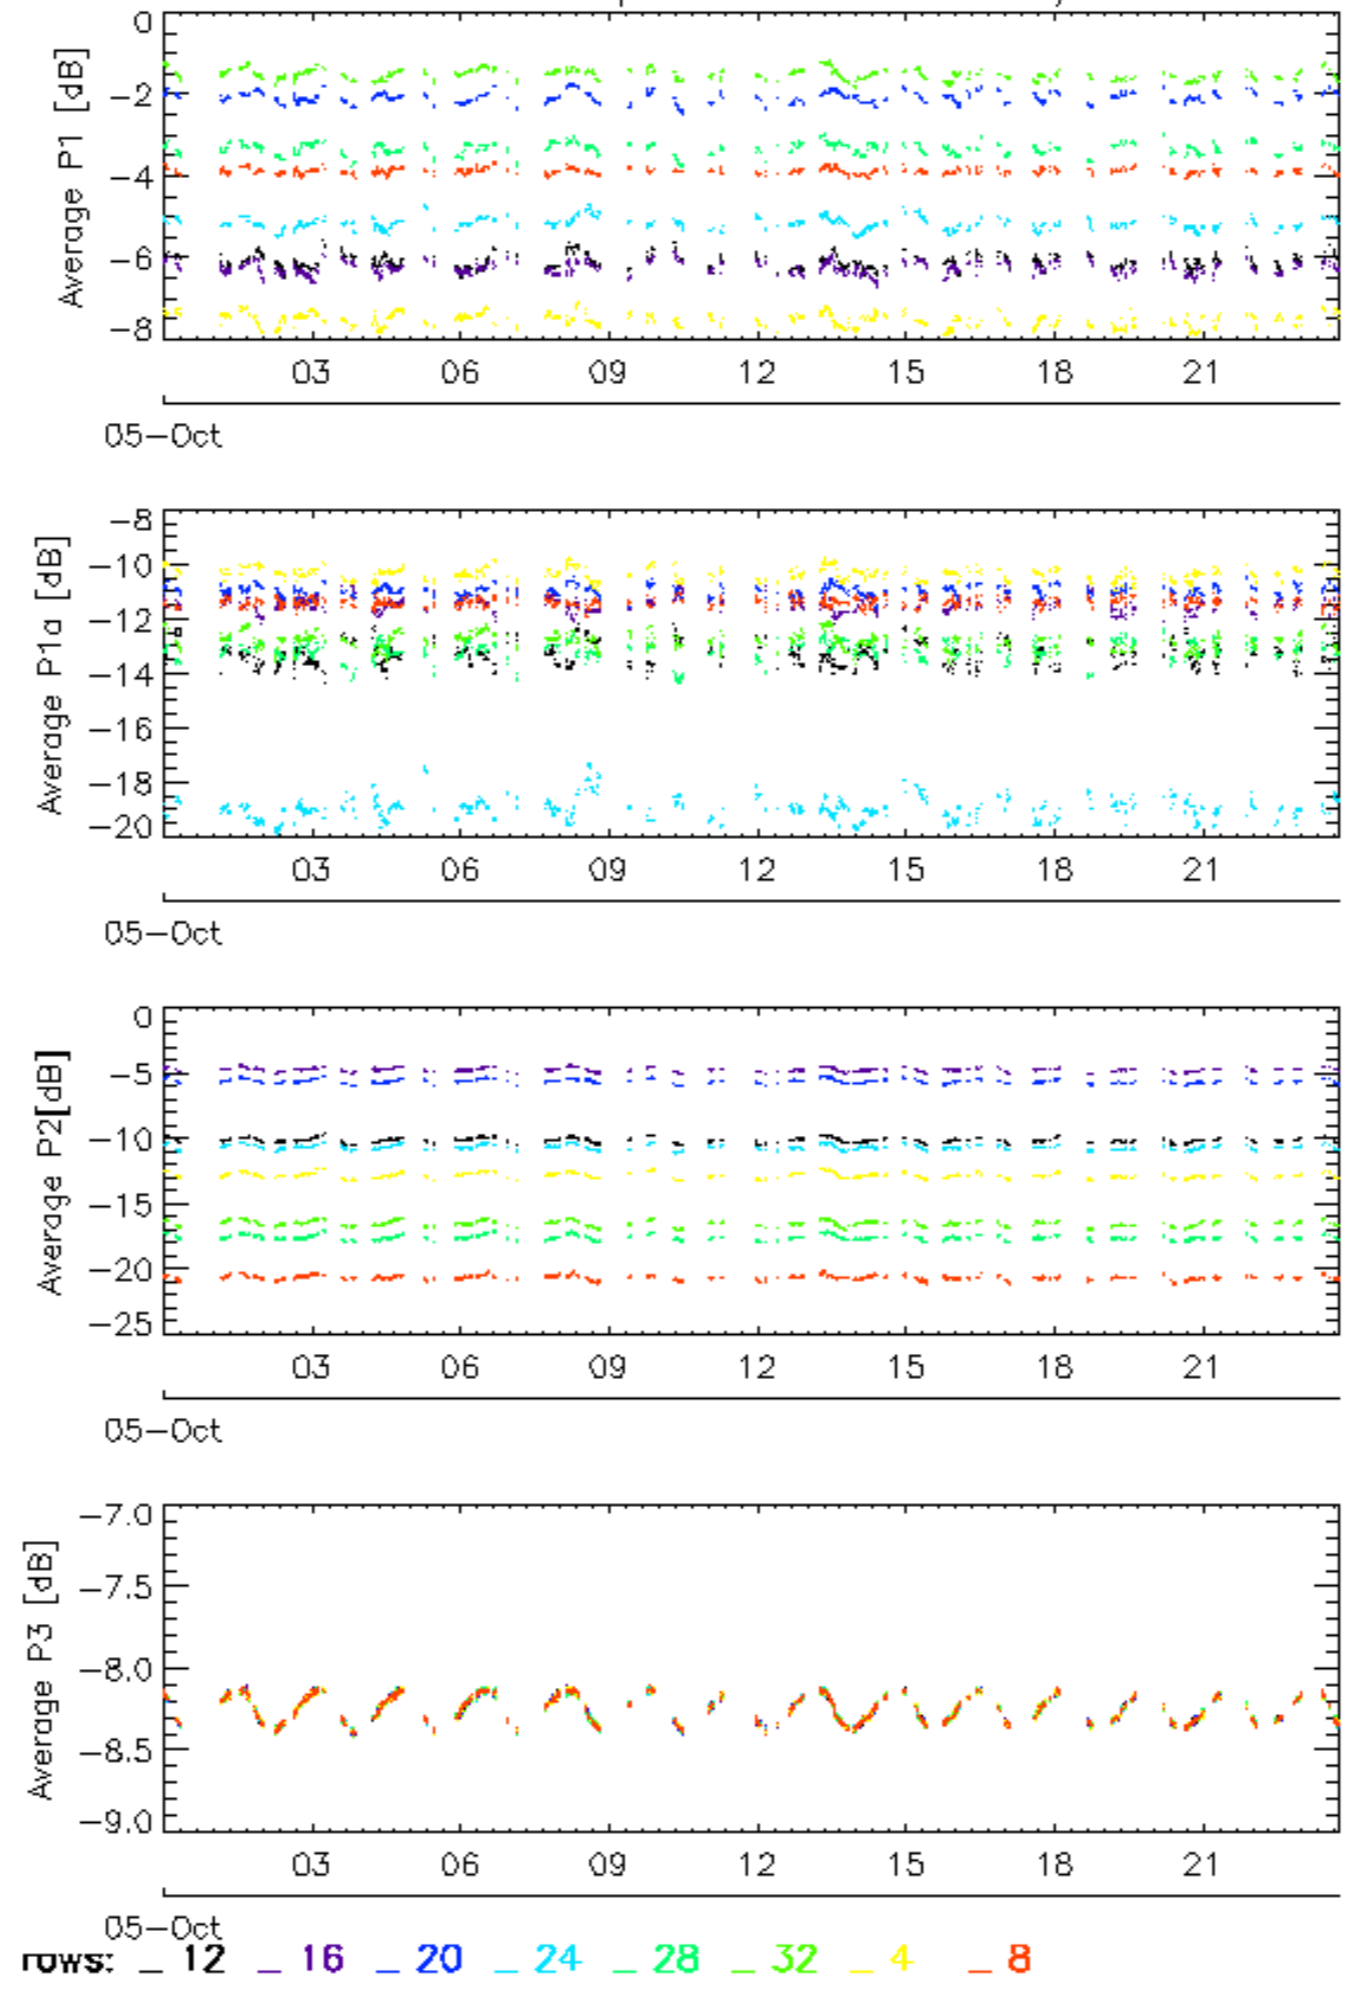 0
Average P1 [dB]
−2
−4
−6
−8
03 06 09 12 15 18 21
05−Oct
−8
Average P1a [dB]
−10
−12
−14
−16
−18
−20
03 06 09 12 15 18 21
05−Oct
0
Average P2[dB]
−5
−10
−15
−20
−25
03 06 09 12 15 18 21
05−Oct
−7.0
Average P3 [dB]
−7.5
−8.0
−8.5
−9.0
03 06 09 12 15 18 21
05−Oct
rows: _ 12 _ 16 _ 20 _ 24 _ 28 _ 32 _ 4 _ 8